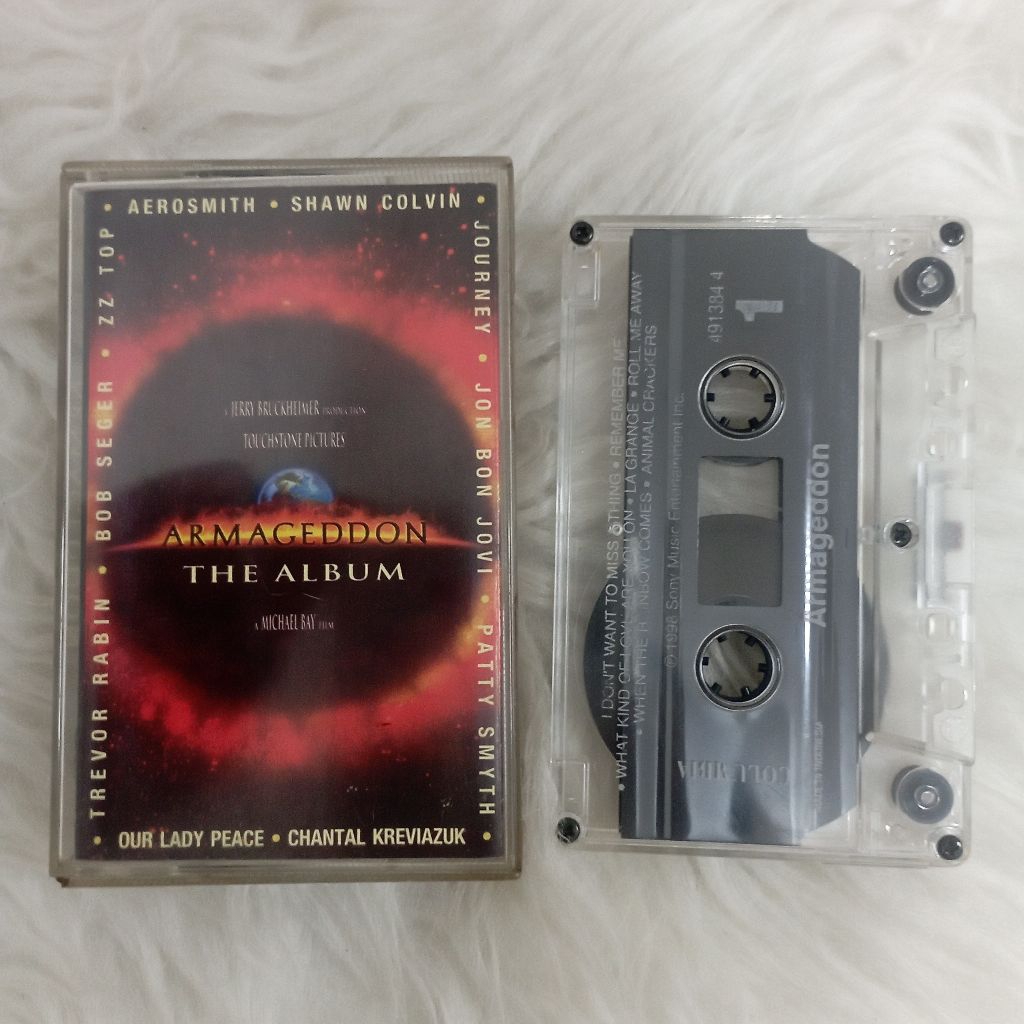 • AEROSMITH • SHAWN COLVIN •
JOURNEY • JON BON JOVI • PATTY SMYTH •
OUR LADY PEACE • CHANTAL KREVIAZUK
• TREVOR RABIN • BOB SEGER • ZZ TOP
A JERRY BRUCKHEIMER PRODUCTION
TOUCHSTONE PICTURES
ARMAGEDDON
THE ALBUM
A MICHAEL BAY FILM
I DON'T WANT TO MISS A THING • REMEMBER ME
• WHAT KIND OF LOVE ARE YOU ON • LA GRANGE • ROLL ME AWAY
• WHEN THE RAINBOW COMES • ANIMAL CRACKERS
℗ 1998 Sony Music Entertainment Inc.
491384 4
1
COLUMBIA
Armageddon